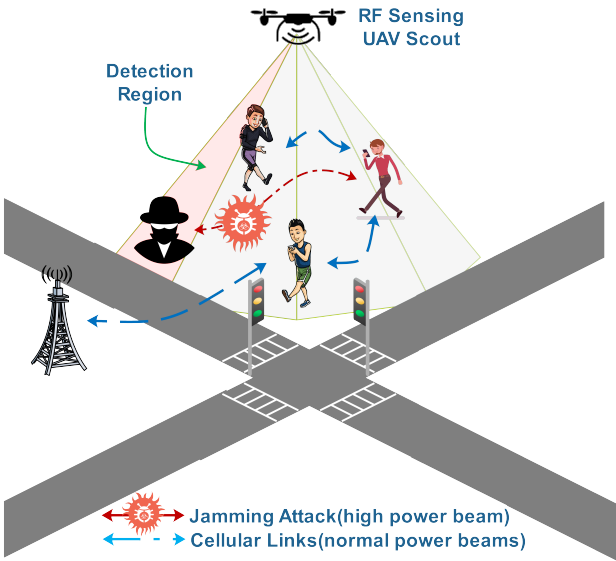 RF Sensing
UAV Scout
Detection
Region
Jamming Attack(high power beam)
Cellular Links(normal power beams)